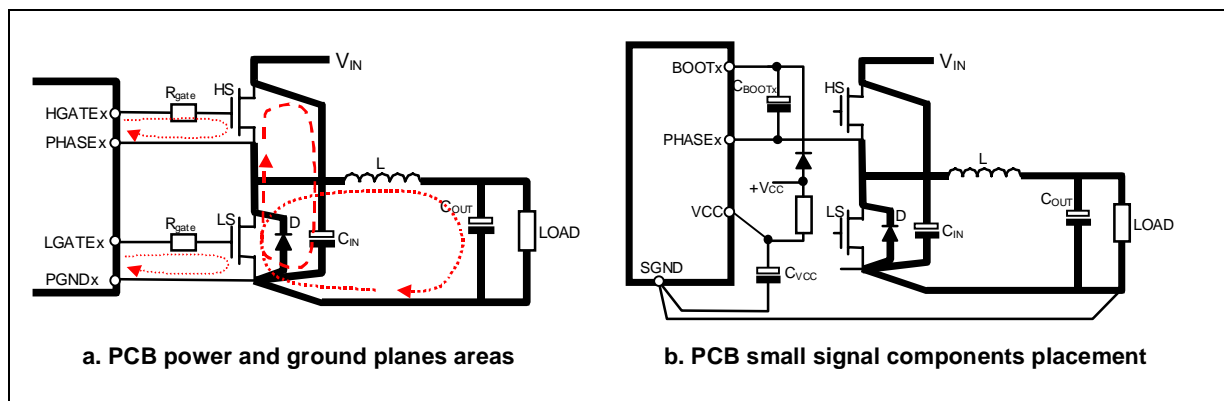 VIN
HGATEx
Rgate
HS
PHASEx
L
LGATEx
Rgate
LS
D
CIN
COUT
LOAD
PGNDx
a. PCB power and ground planes areas
BOOTx
CBOOTx
HS
VIN
PHASEx
L
+VCC
VCC
LS
D
CIN
COUT
LOAD
SGND
CVCC
b. PCB small signal components placement